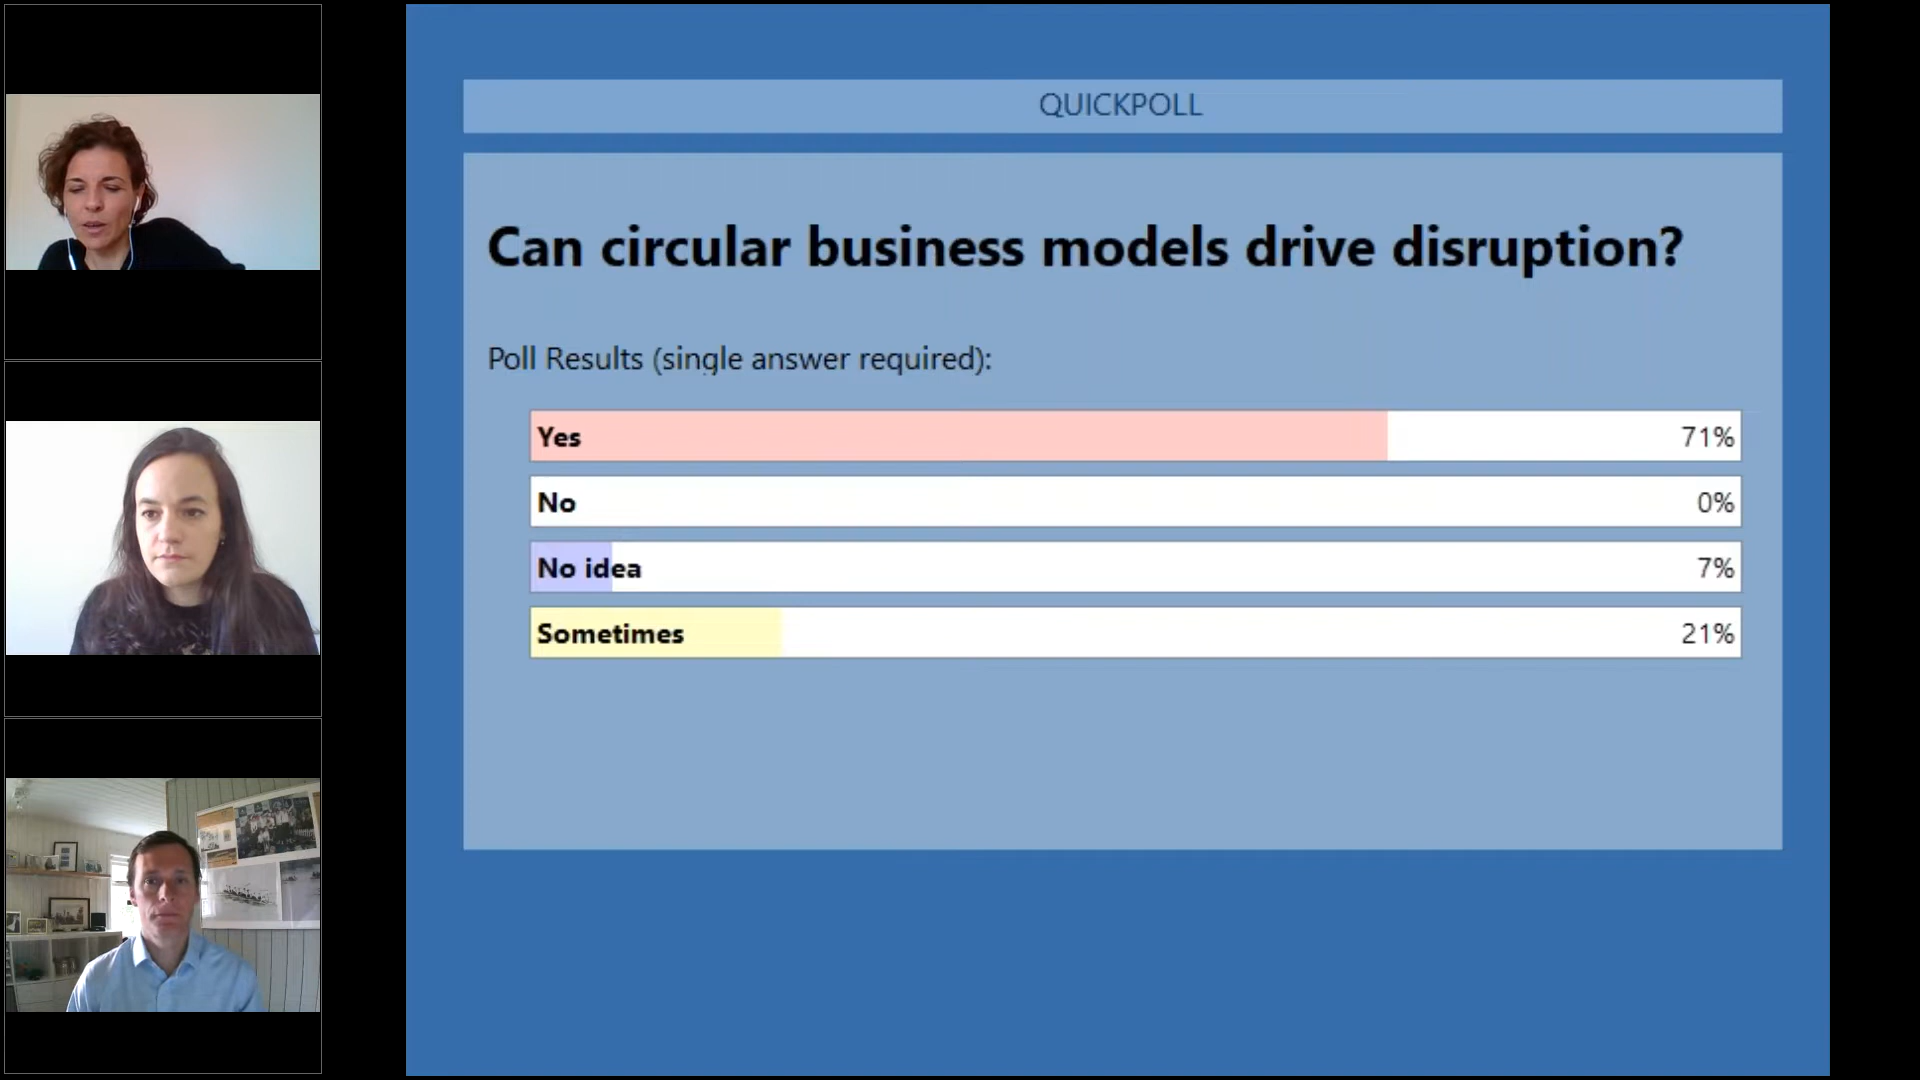 QUICKPOLL
Can circular business models drive disruption?
Poll Results (single answer required):
Yes 71%
No 0%
No idea 7%
Sometimes 21%